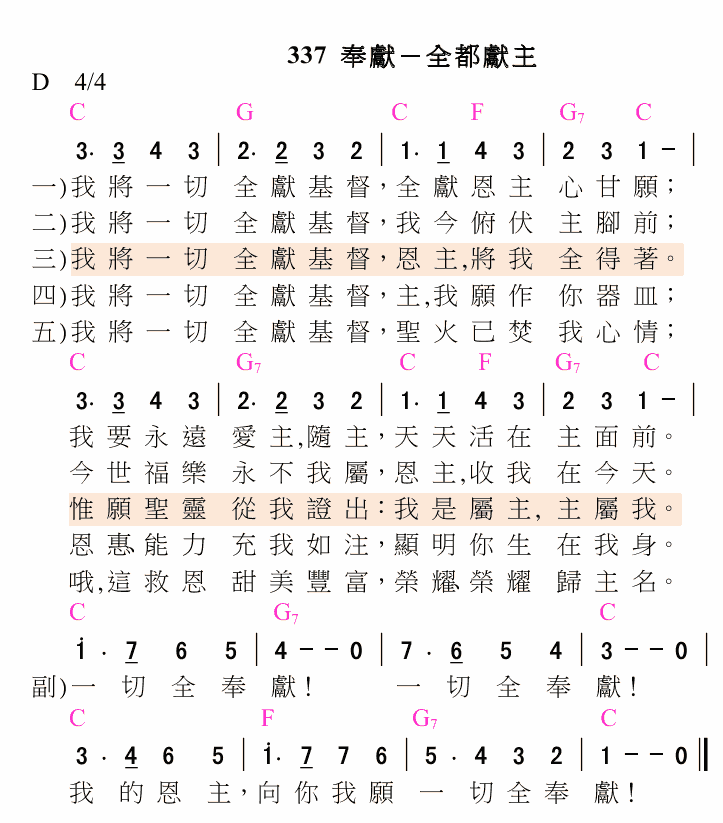 337 奉獻－全都獻主
D 4/4
C G C F G7 C
3· 3 4 3 | 2· 2 3 2 | 1· 1 4 3 | 2 3 1 － |
一)我將一切 全獻基督，全獻恩主 心甘願；
二)我將一切 全獻基督，我今俯伏 主腳前；
三)我將一切 全獻基督，恩主,將我 全得著。
四)我將一切 全獻基督，主,我願作 你器皿；
五)我將一切 全獻基督，聖火已焚 我心情；
C G7 C F G7 C
3· 3 4 3 | 2· 2 3 2 | 1· 1 4 3 | 2 3 1 － |
我要永遠 愛主,隨主，天天活在 主面前。
今世福樂 永不我屬，恩主,收我 在今天。
惟願聖靈 從我證出：我是屬主, 主屬我。
恩惠、能力 充我如注，顯明你生 在我身。
哦,這救恩 甜美豐富，榮耀、榮耀 歸主名。
C G7 C
i · 7 6 5 | 4 － － 0 | 7 · 6 5 4 | 3 － － 0 |
副)一切全奉獻！ 一切全奉獻！
C F G7 C
3 · 4 6 5 | i· 7 7 6 | 5 · 4 3 2 | 1 － － 0 ‖
我的恩主，向你我願 一切全奉獻！